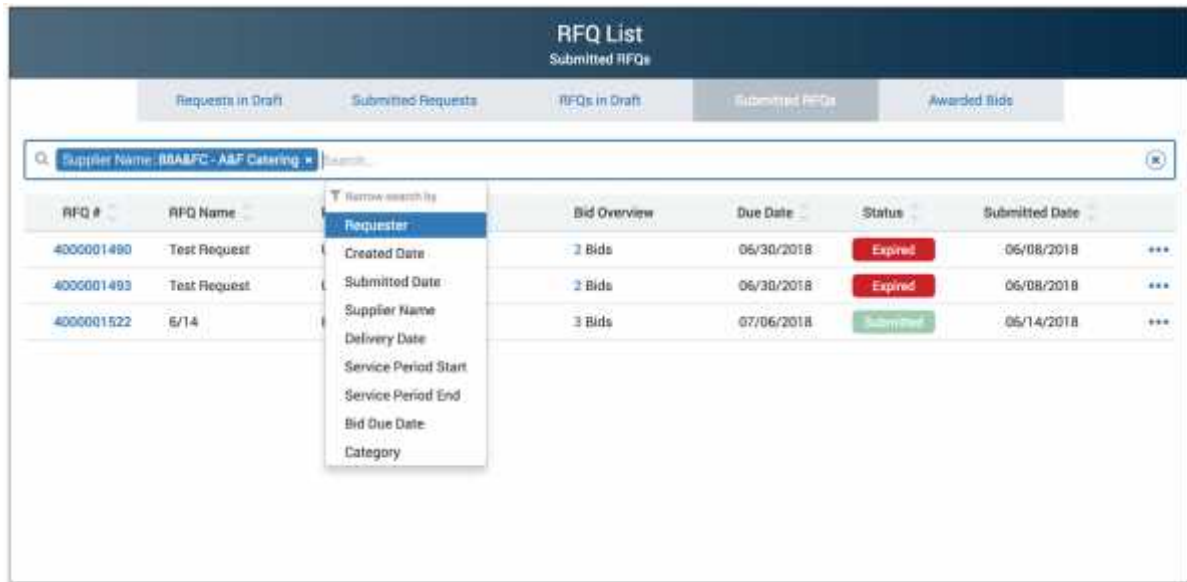 RFQ List
Submitted RFQs
Requests in Draft Submitted Requests RFQs in Draft Submitted RFQs Awarded Bids
Supplier Name: A&F Catering × Search...
Narrow search by
RFQ # RFQ Name Bid Overview Due Date Status Submitted Date
Requester
4000001490 Test Request 2 Bids 06/30/2018 Expired 06/08/2018
Created Date
4000001493 Test Request 2 Bids 06/30/2018 Expired 06/08/2018
Submitted Date
Supplier Name
4000001522 6/14 3 Bids 07/06/2018 Submitted 06/14/2018
Delivery Date
Service Period Start
Service Period End
Bid Due Date
Category